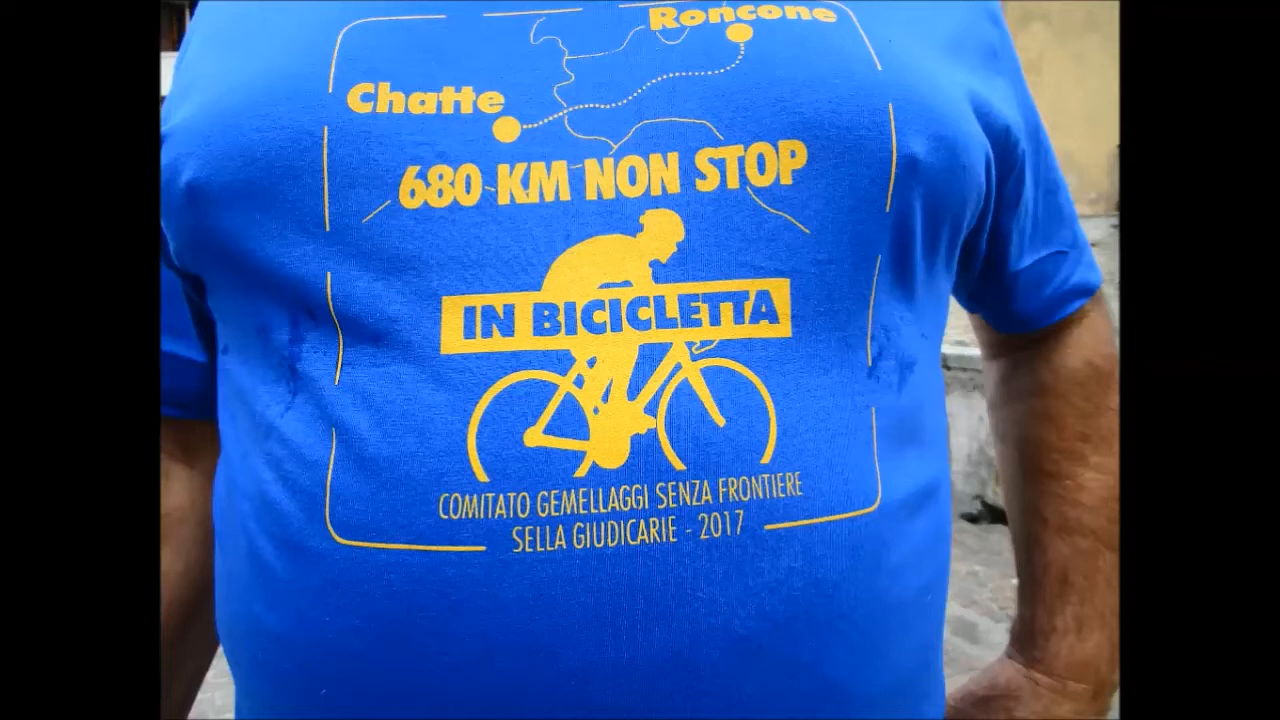 Roncone
Chatte
680 KM NON STOP
IN BICICLETTA
COMITATO GEMELLAGGI SENZA FRONTIERE
SELLA GIUDICARIE - 2017